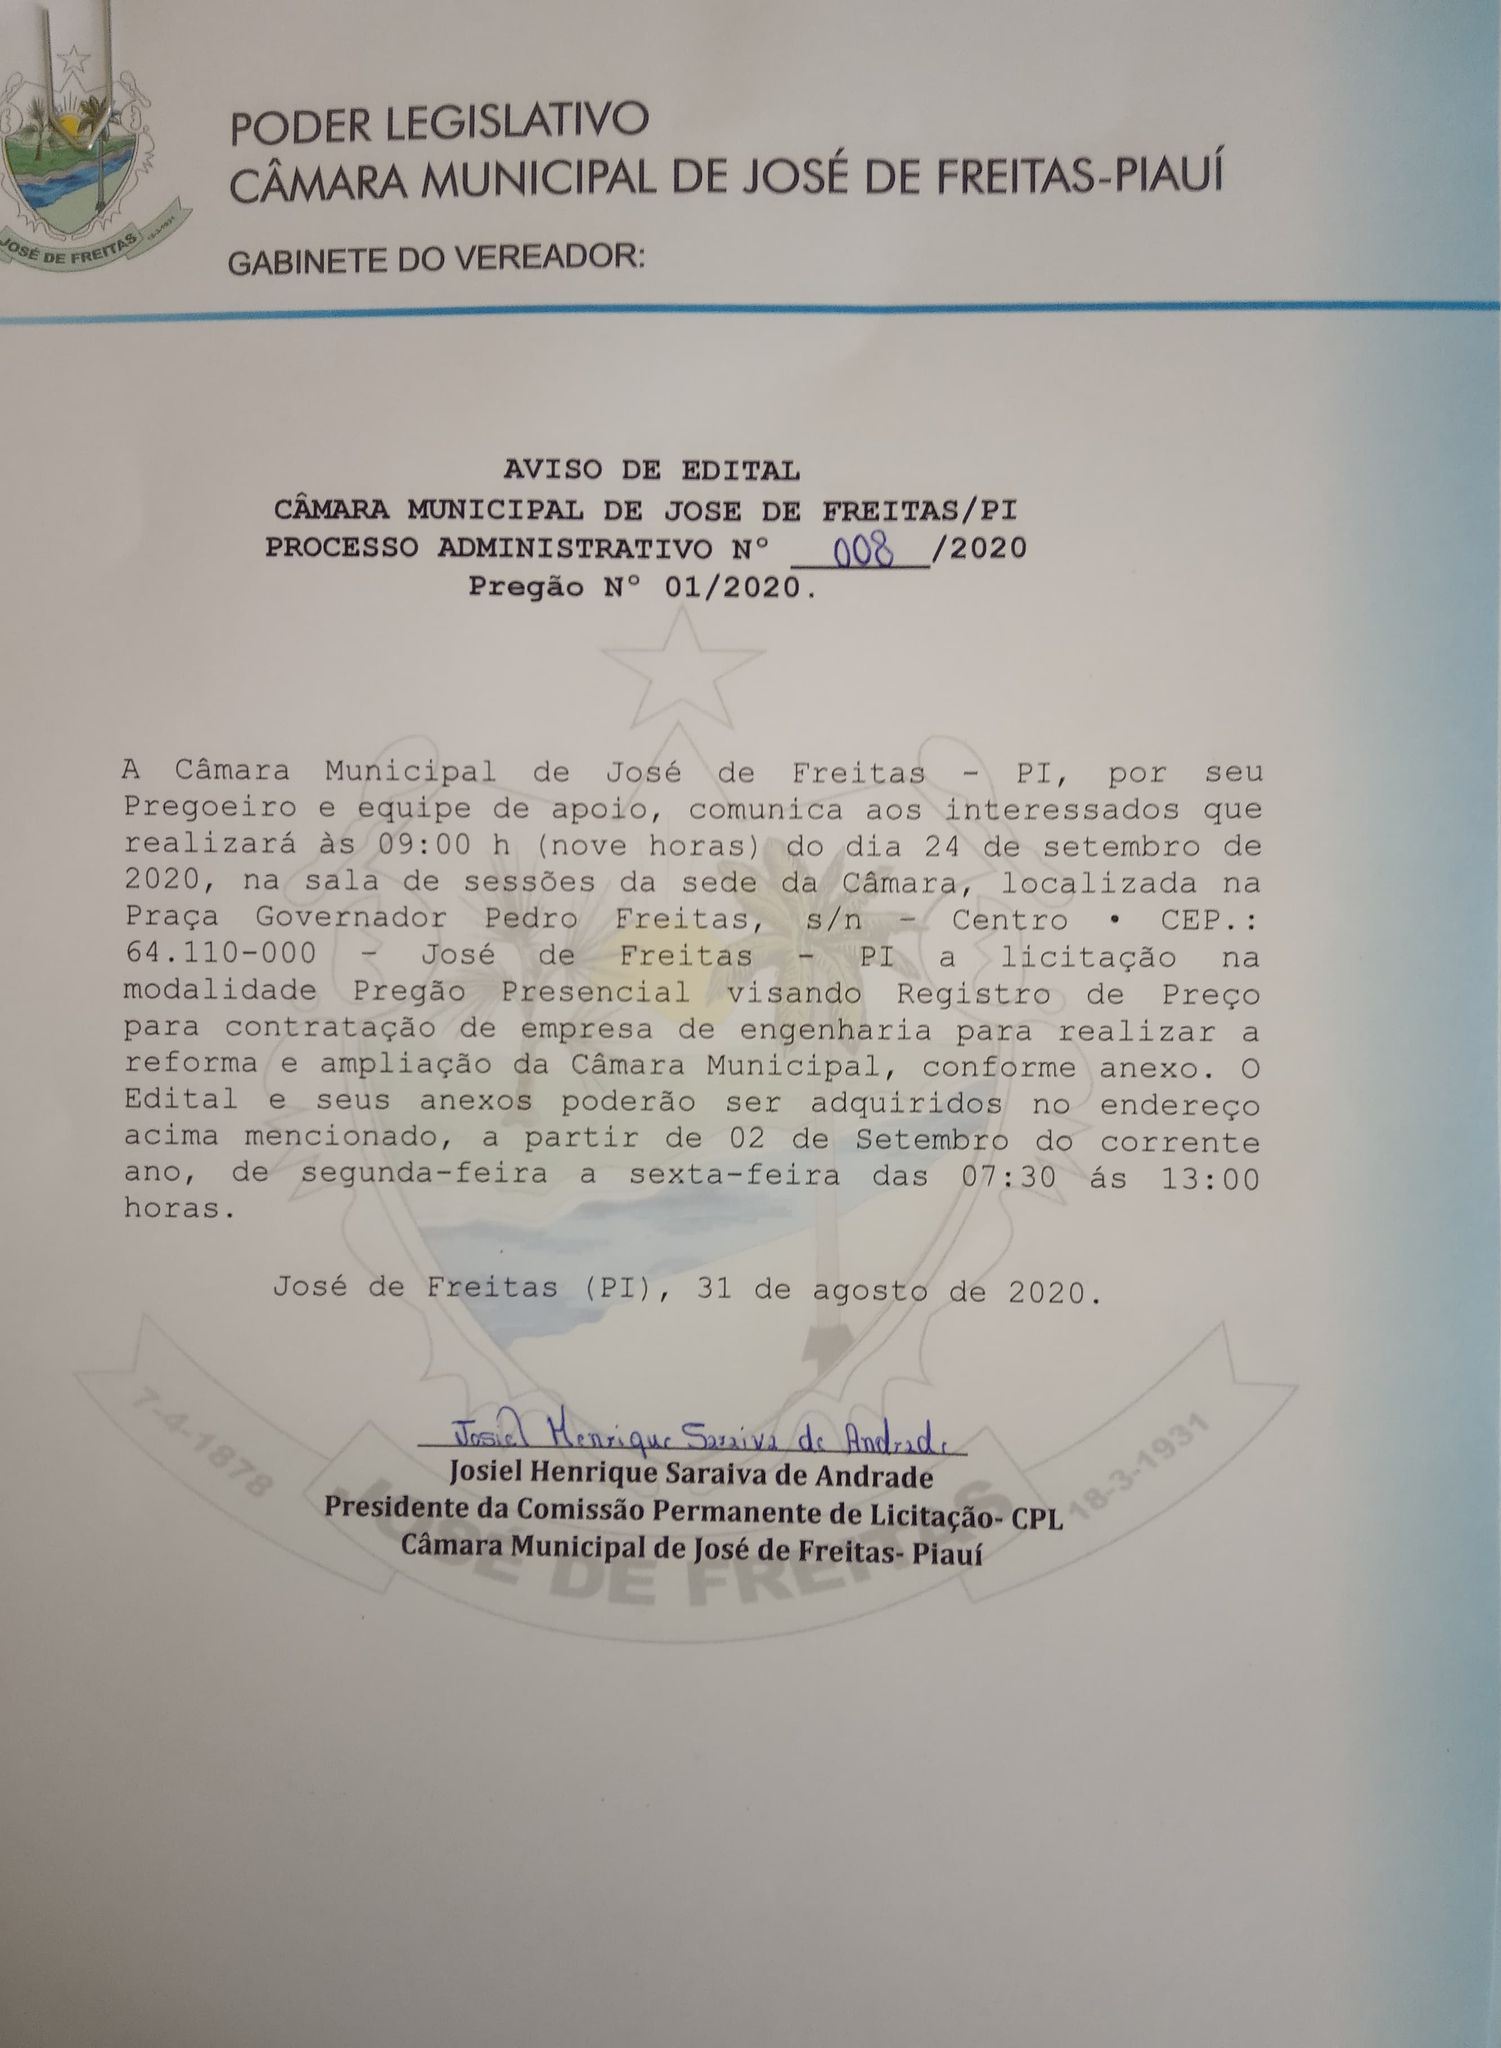 PODER LEGISLATIVO
CÂMARA MUNICIPAL DE JOSÉ DE FREITAS-PIAUÍ
GABINETE DO VEREADOR:
JOSÉ DE FREITAS
18-3-1931
AVISO DE EDITAL
CÂMARA MUNICIPAL DE JOSE DE FREITAS/PI
PROCESSO ADMINISTRATIVO Nº 008/2020
Pregão Nº 01/2020.
A Câmara Municipal de José de Freitas – PI, por seu
Pregoeiro e equipe de apoio, comunica aos interessados que
realizará às 09:00 h (nove horas) do dia 24 de setembro de
2020, na sala de sessões da sede da Câmara, localizada na
Praça Governador Pedro Freitas, s/n – Centro • CEP.:
64.110-000 – José de Freitas – PI a licitação na
modalidade Pregão Presencial visando Registro de Preço
para contratação de empresa de engenharia para realizar a
reforma e ampliação da Câmara Municipal, conforme anexo. O
Edital e seus anexos poderão ser adquiridos no endereço
acima mencionado, a partir de 02 de Setembro do corrente
ano, de segunda-feira a sexta-feira das 07:30 ás 13:00
horas.
José de Freitas (PI), 31 de agosto de 2020.
Josiel Henrique Saraiva de Andrade
Josiel Henrique Saraiva de Andrade
Presidente da Comissão Permanente de Licitação- CPL
Câmara Municipal de José de Freitas- Piauí
7-4-1878
JOSÉ DE FREITAS
18-3-1931